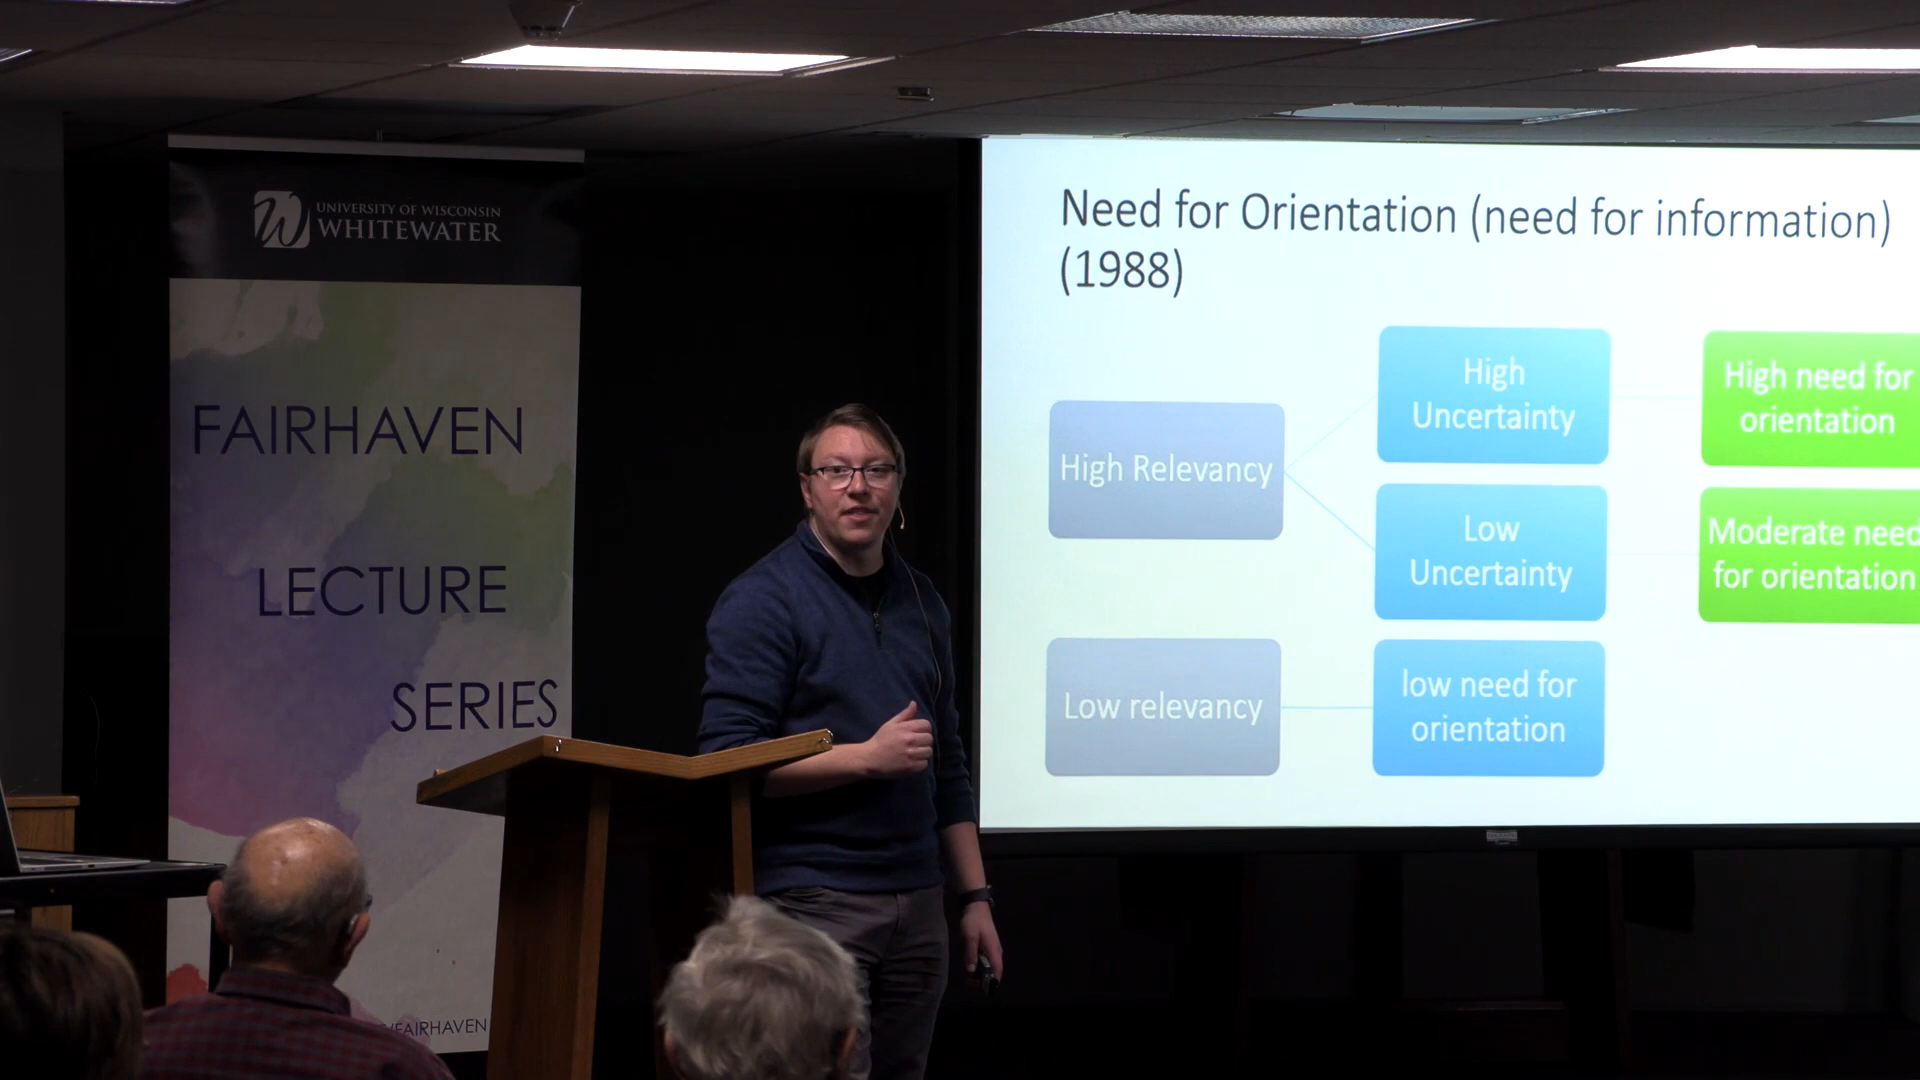 UNIVERSITY OF WISCONSIN
WHITEWATER
FAIRHAVEN
LECTURE
SERIES
/FAIRHAVEN
Need for Orientation (need for information)
(1988)
High Relevancy
High
Uncertainty
High need for
orientation
Low
Uncertainty
Moderate need
for orientation
Low relevancy
low need for
orientation